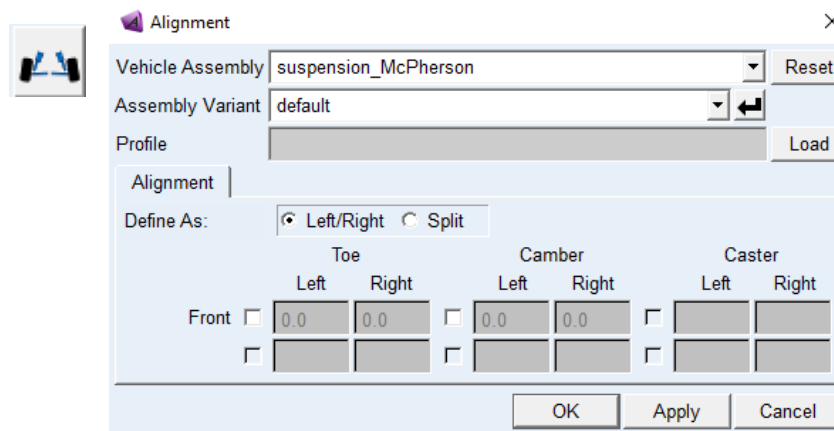 Alignment
Vehicle Assembly suspension_McPherson Reset
Assembly Variant default
Profile Load
Alignment
Define As: Left/Right Split
Toe Camber Caster
Left Right Left Right Left Right
Front 0.0 0.0 0.0 0.0
OK Apply Cancel